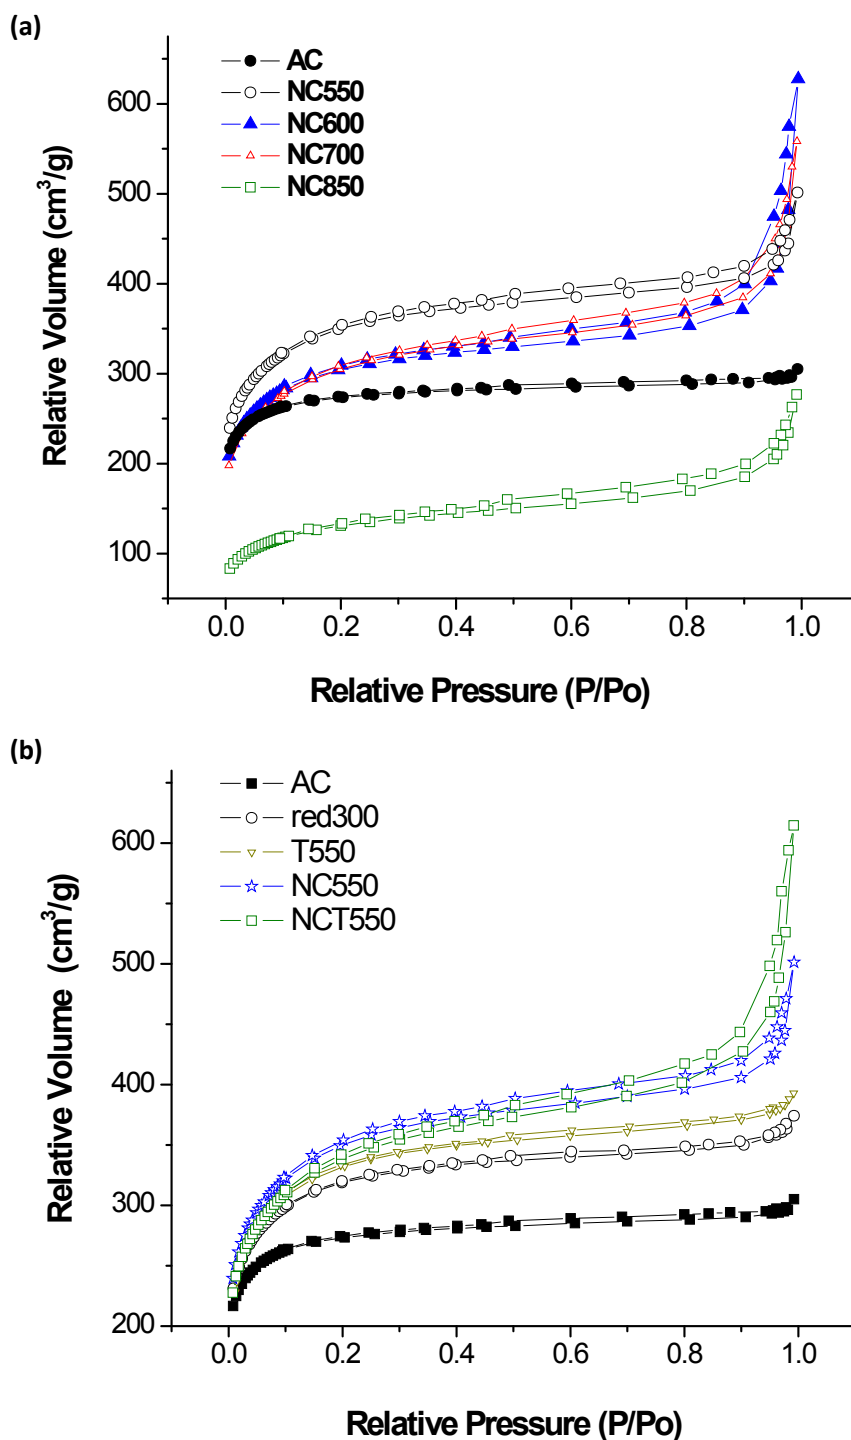 (a)
AC
NC550
NC600
NC700
NC850
600
500
400
300
200
100
Relative Volume (cm³/g)
0.0 0.2 0.4 0.6 0.8 1.0
Relative Pressure (P/Po)
(b)
AC
red300
T550
NC550
NCT550
600
500
400
300
200
Relative Volume (cm³/g)
0.0 0.2 0.4 0.6 0.8 1.0
Relative Pressure (P/Po)